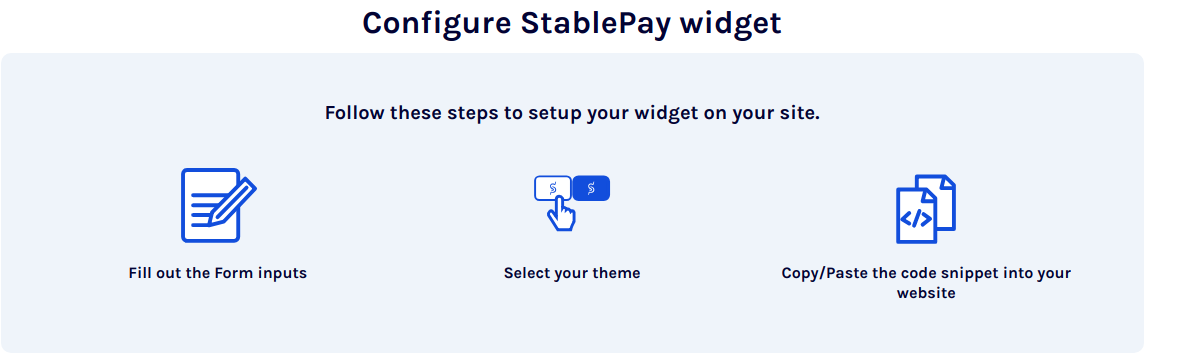 Configure StablePay widget
Follow these steps to setup your widget on your site.
Fill out the Form inputs
Select your theme
Copy/Paste the code snippet into your
website